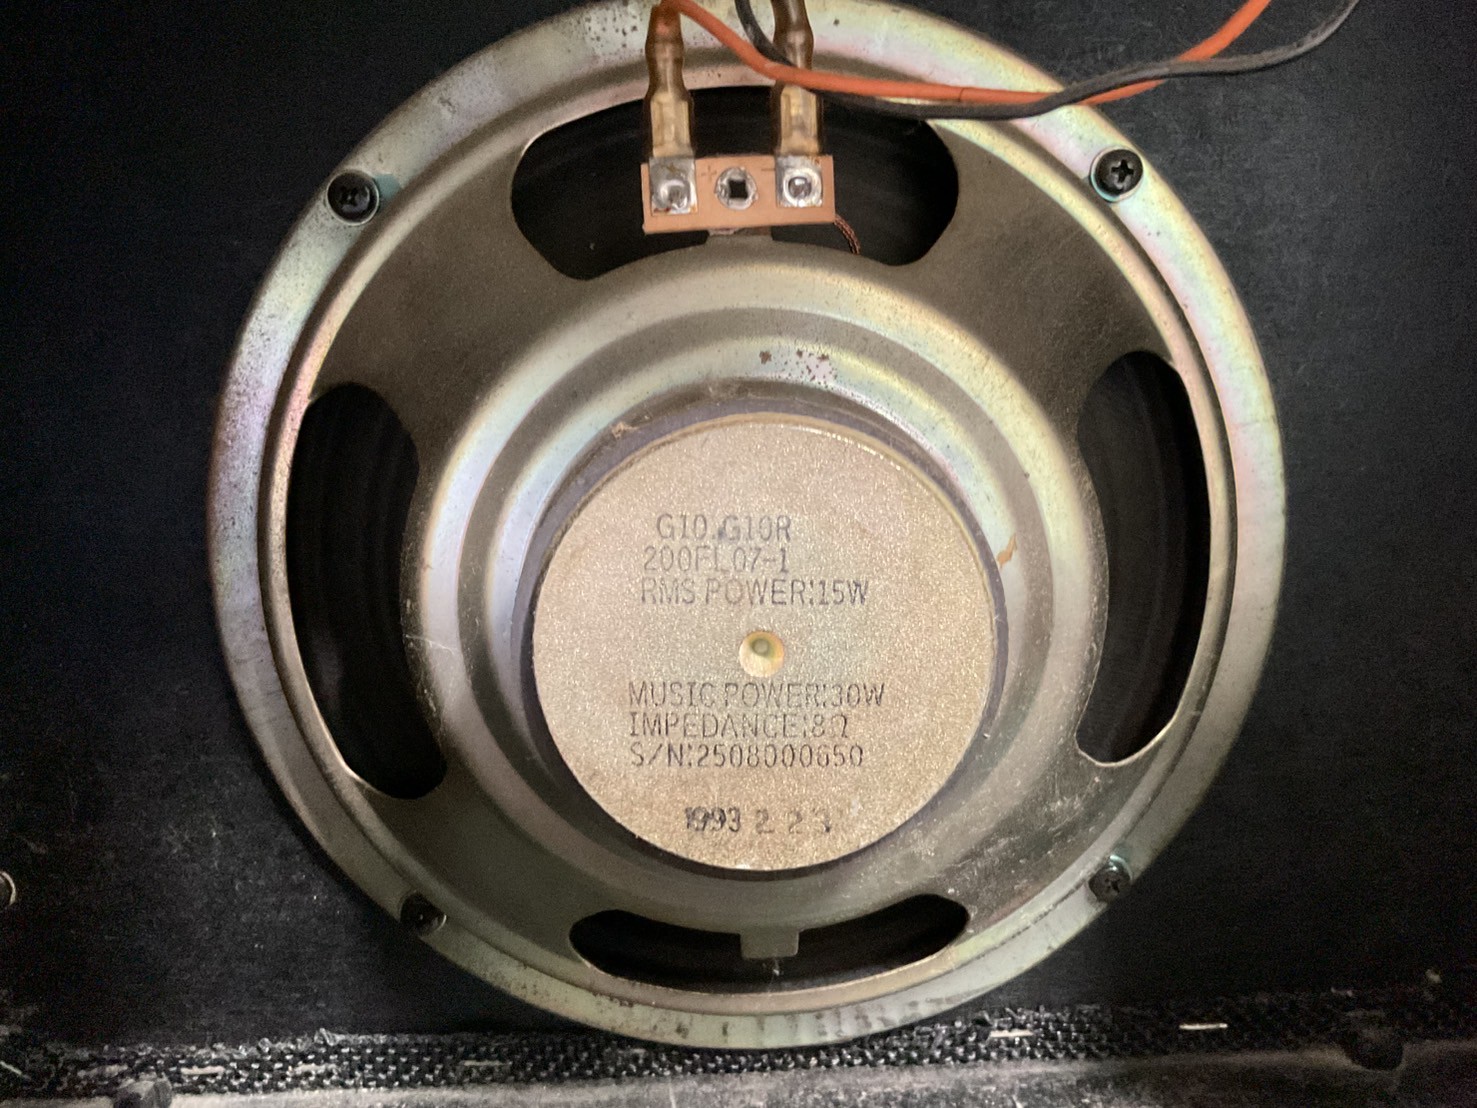 G10.G10R
200FL07-1
RMS POWER:15W
MUSIC POWER:30W
IMPEDANCE:8Ω
S/N:2508000650
1993 2 23